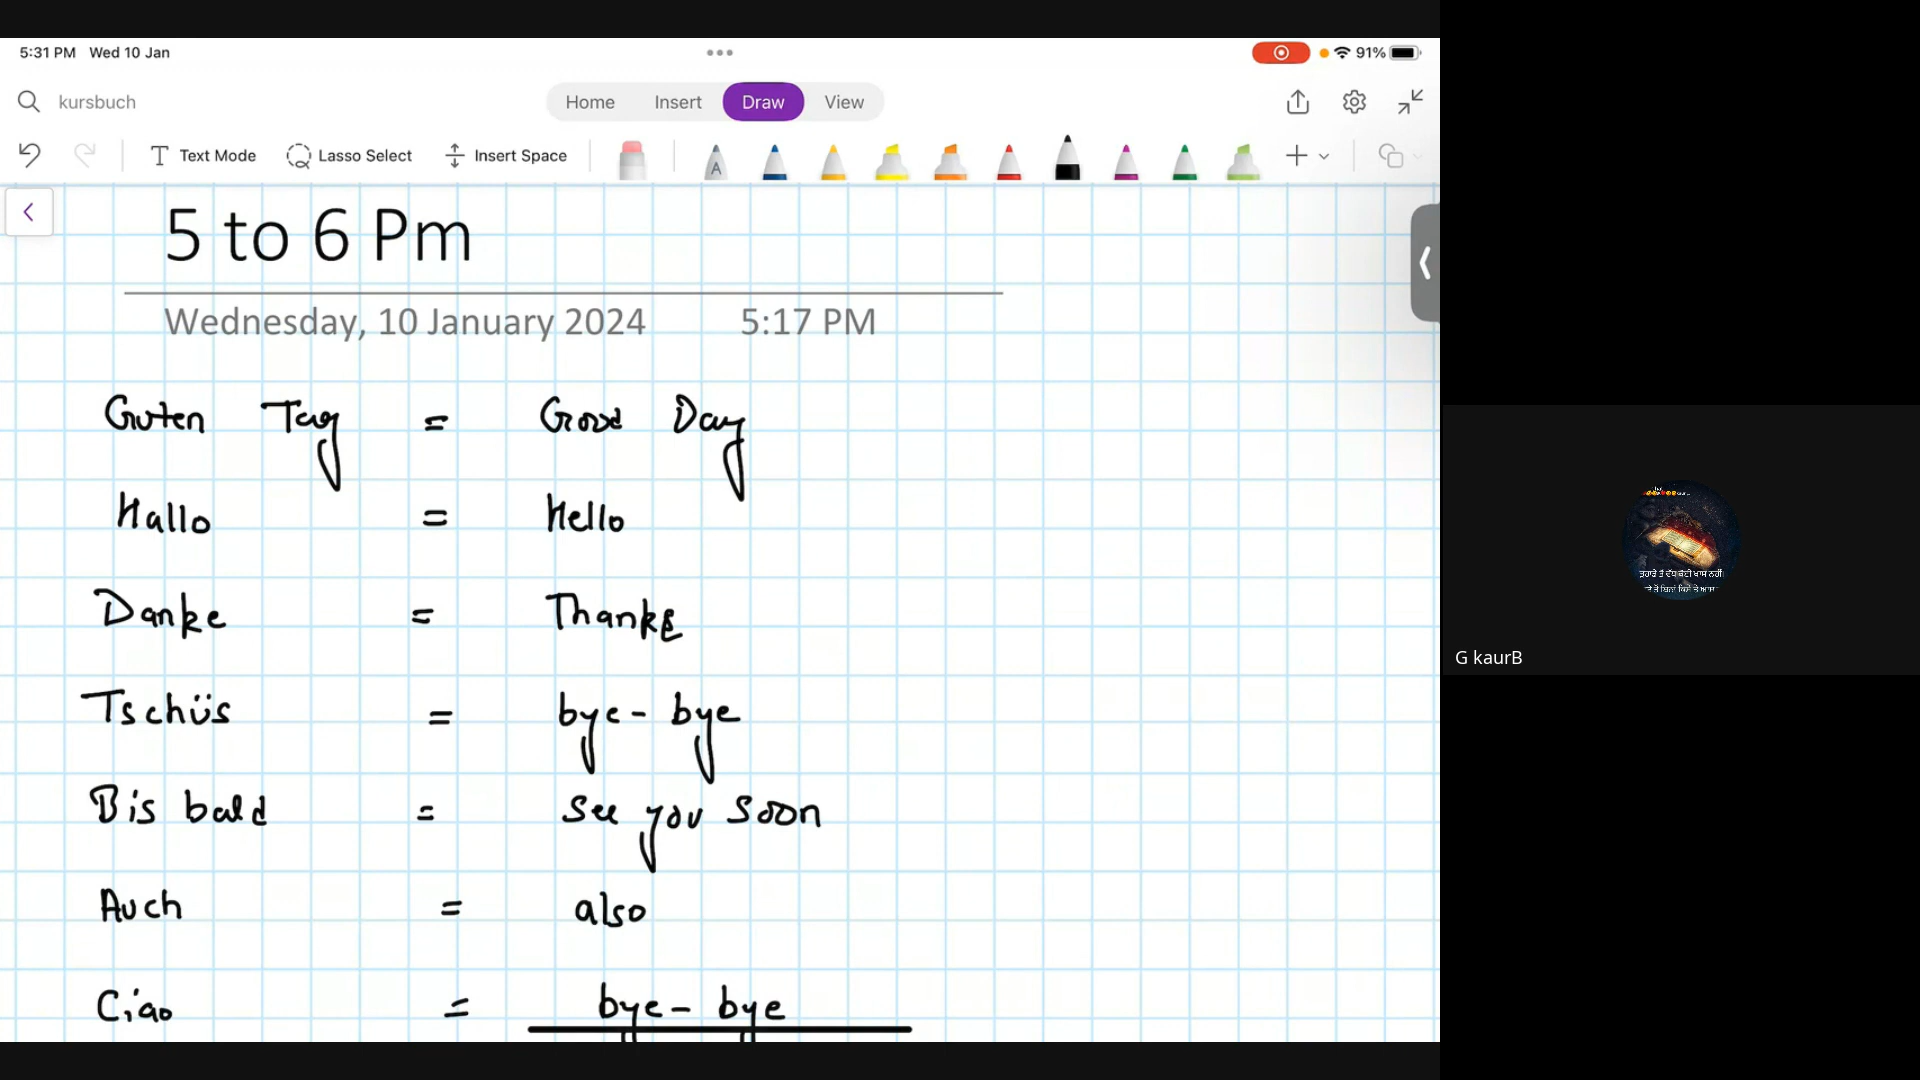 5:31 PM Wed 10 Jan 91%
kursbuch Home Insert Draw View
Text Mode Lasso Select Insert Space A
5 to 6 Pm
Wednesday, 10 January 2024 5:17 PM
Guten Tag = Good Day
Hallo = Hello
Danke = Thanks
Tschüs = bye-bye
Bis bald = See you Soon
Auch = also
Ciao = bye-bye
G kaurB